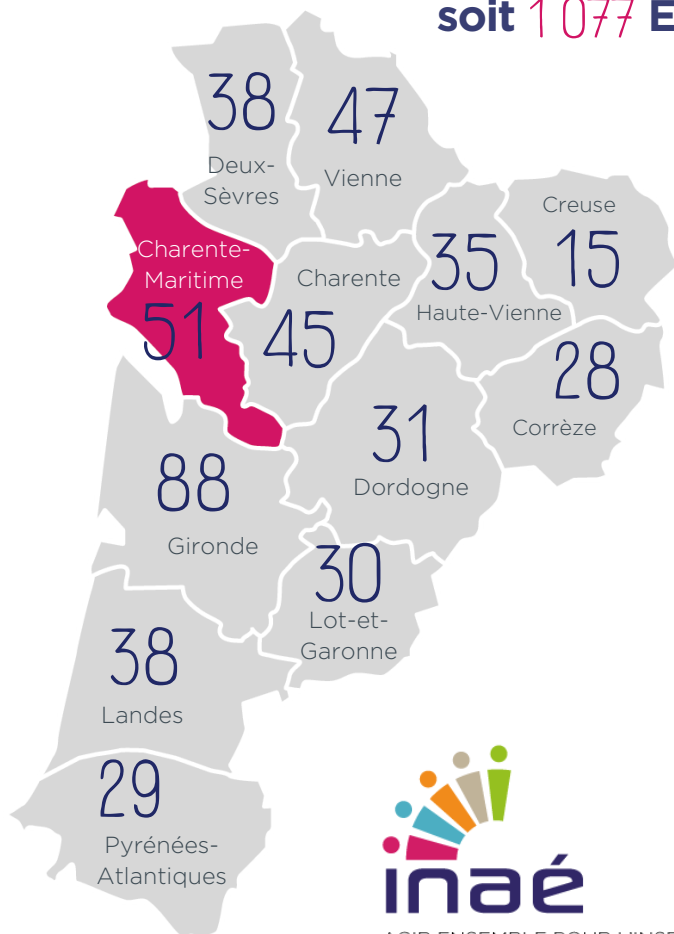 soit 1 077 E
38
Deux-
Sèvres
47
Vienne
Creuse
15
Charente-
Maritime
51
Charente
45
35
Haute-Vienne
28
Corrèze
31
Dordogne
88
Gironde
30
Lot-et-
Garonne
38
Landes
29
Pyrénées-
Atlantiques
inaé